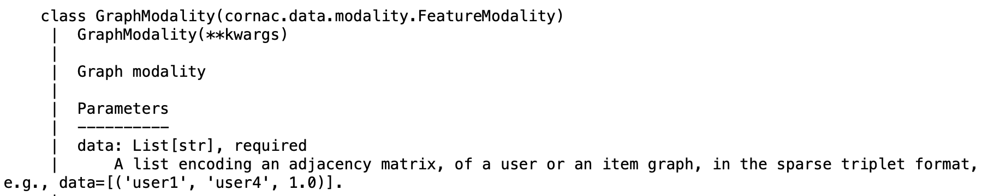 class GraphModality(cornac.data.modality.FeatureModality)
| GraphModality(**kwargs)
|
| Graph modality
|
| Parameters
| ----------
| data: List[str], required
| A list encoding an adjacency matrix, of a user or an item graph, in the sparse triplet format,
e.g., data=[('user1', 'user4', 1.0)].